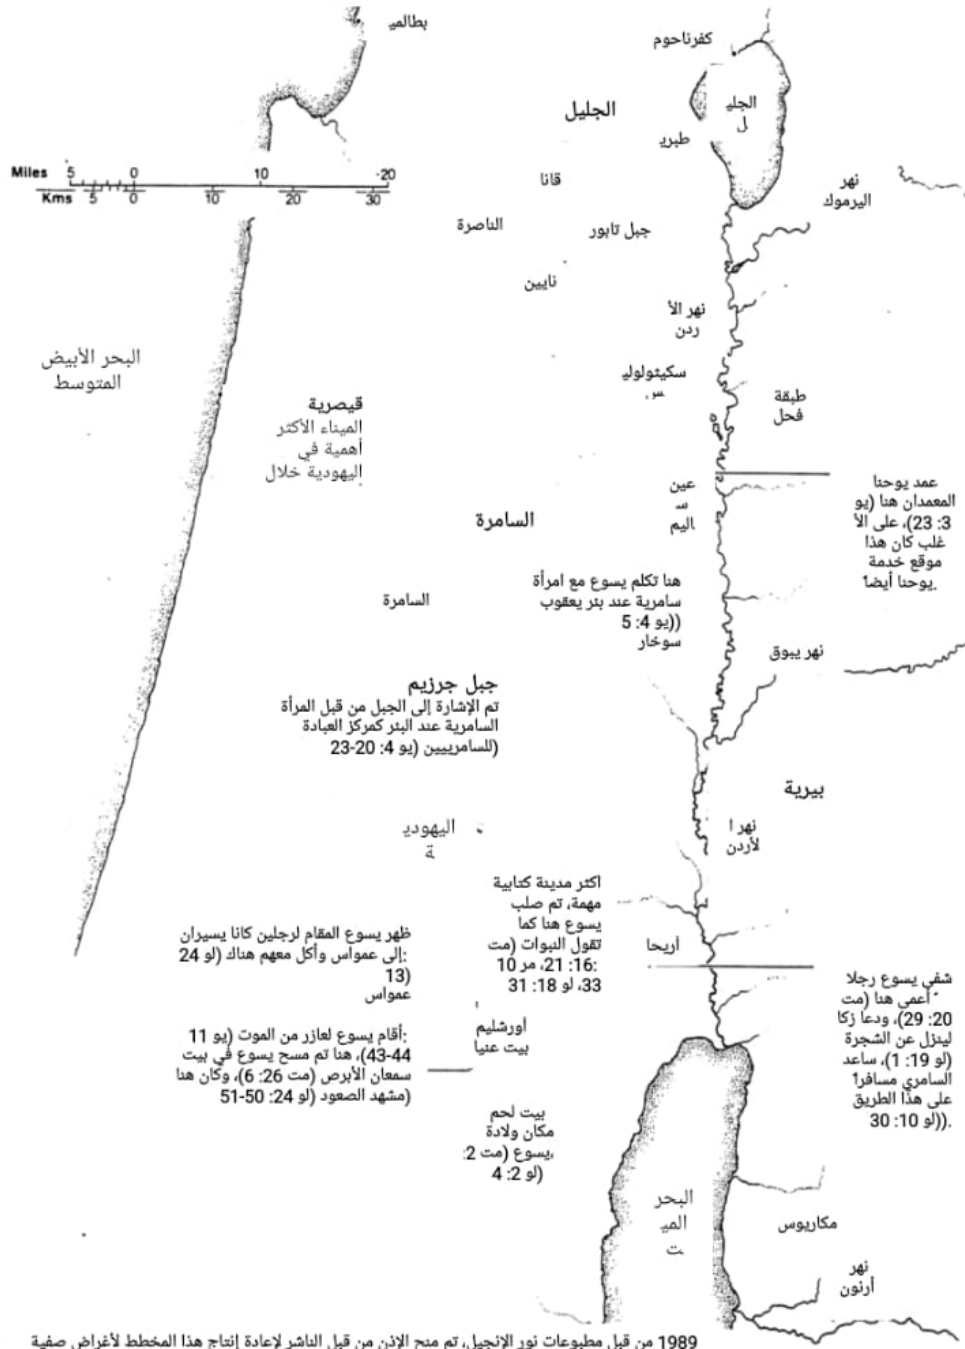 بطالمي
كفرناحوم
الجلي
ل
الجليل
طبري
Miles 5 0 10 20
Kms 5 0 10 20 30
قانا
نهر
اليرموك
الناصرة
جبل تابور
نايين
نهر الأ
ردن
البحر الأبيض
المتوسط
سكيثولولي
س
طبقة
فحل
قيصرية
الميناء الأكثر
أهمية في
اليهودية خلال
عين
س
اليم
عمد يوحنا
المعمدان هنا (يو
3: 23)، على الأ
غلب كان هذا
موقع خدمة
يوحنا أيضاً.
السامرة
هنا تكلم يسوع مع امرأة
سامرية عند بئر يعقوب
((يو 4: 5
سوخار
السامرة
نهر يبوق
جبل جرزيم
تم الإشارة إلى الجبل من قبل المرأة
السامرية عند البئر كمركز العبادة
للسامريين (يو 4: 20-23)
بيرية
نهر ا
لأردن
اليهودي
ة
اكثر مدينة كتابية
مهمة، تم صلب
يسوع هنا كما
تقول النبوات (مت
16: 21، مر 10:
33، لو 18: 31
أريحا
ظهر يسوع المقام لرجلين كانا يسيران
إلى عمواس وأكل معهم هناك (لو 24:
13)
عمواس
شفى يسوع رجلا
ً أعمى هنا (مت
20: 29)، ودعا زكا
لينزل عن الشجرة
(لو 19: 1)، ساعد
السامري مسافراً
على هذا الطريق
((لو 10: 30.
أورشليم
بيت عنيا
أقام يسوع لعازر من الموت (يو 11:
43-44)، هنا تم مسح يسوع في بيت
سمعان الأبرص (مت 26: 6)، وكان هنا
مشهد الصعود (لو 24: 50-51)
بيت لحم
مكان ولادة
يسوع (مت 2:،
لو 2: 4)
البحر
المي
ت
مكاريوس
نهر
أرنون
1989 من قبل مطبوعات نور الإنجيل، تم منح الإذن من قبل الناشر لإعادة إنتاج هذا المخطط لأغراض صفية